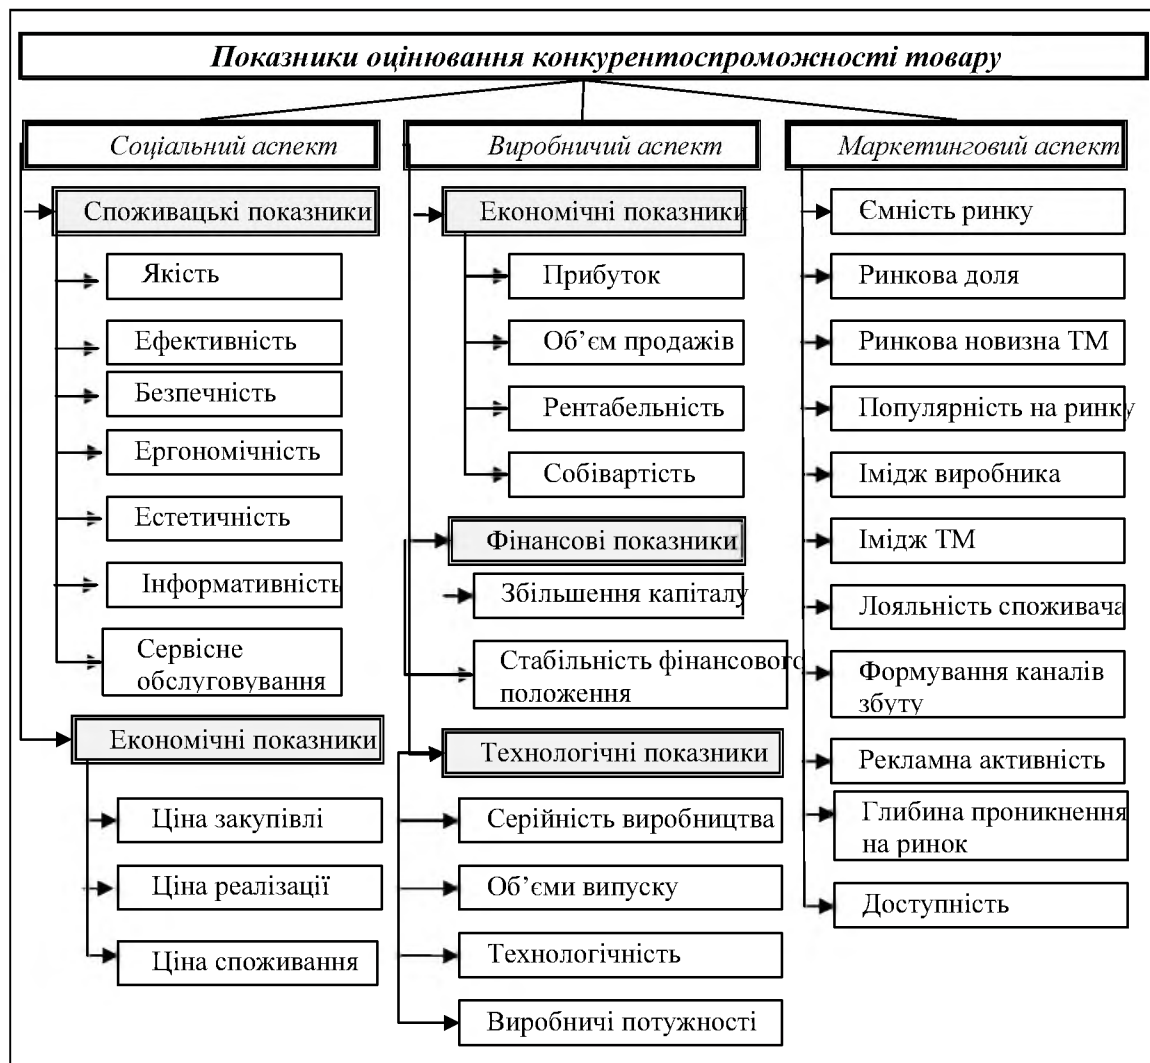 Показники оцінювання конкурентоспроможності товару
Соціальний аспект
Споживацькі показники
Якість
Ефективність
Безпечність
Ергономічність
Естетичність
Інформативність
Сервісне
обслуговування
Економічні показники
Ціна закупівлі
Ціна реалізації
Ціна споживання
Виробничий аспект
Економічні показники
Прибуток
Об’єм продажів
Рентабельність
Собівартість
Фінансові показники
Збільшення капіталу
Стабільність фінансового
положення
Технологічні показники
Серійність виробництва
Об’єми випуску
Технологічність
Виробничі потужності
Маркетинговий аспект
Ємність ринку
Ринкова доля
Ринкова новизна ТМ
Популярність на ринку
Імідж виробника
Імідж ТМ
Лояльність споживача
Формування каналів
збуту
Рекламна активність
Глибина проникнення
на ринок
Доступність